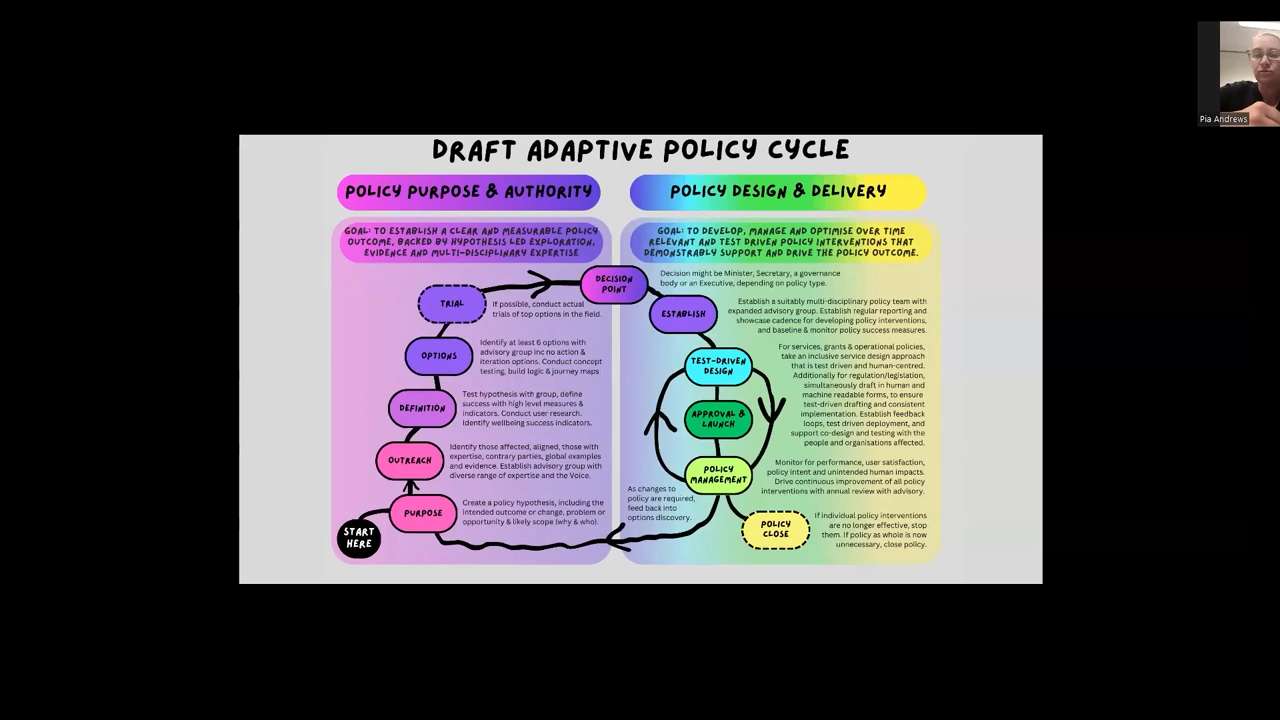 Pia Andrews
DRAFT ADAPTIVE POLICY CYCLE
POLICY PURPOSE & AUTHORITY
GOAL: TO ESTABLISH A CLEAR AND MEASURABLE POLICY
OUTCOME, BACKED BY HYPOTHESIS LED EXPLORATION,
EVIDENCE AND MULTI-DISCIPLINARY EXPERTISE
START
HERE
PURPOSE
Create a policy hypothesis, including the
intended outcome or change, problem or
opportunity & likely scope (why & who).
OUTREACH
Identify those affected, aligned, those with
expertise, contrary parties, global examples
and evidence. Establish advisory group with
diverse range of expertise and the Voice.
DEFINITION
Test hypothesis with group, define
success with high level measures &
indicators. Conduct user research.
Identify wellbeing success indicators.
OPTIONS
Identify at least 6 options with
advisory group inc no action &
iteration options. Conduct concept
testing, build logic & journey maps.
TRIAL
If possible, conduct actual
trials of top options in the field.
DECISION
POINT
POLICY DESIGN & DELIVERY
GOAL: TO DEVELOP, MANAGE AND OPTIMISE OVER TIME
RELEVANT AND TEST DRIVEN POLICY INTERVENTIONS THAT
DEMONSTRABLY SUPPORT AND DRIVE THE POLICY OUTCOME.
Decision might be Minister, Secretary, a governance
body or an Executive, depending on policy type.
ESTABLISH
Establish a suitably multi-disciplinary policy team with
expanded advisory group. Establish regular reporting and
showcase cadence for developing policy interventions,
and baseline & monitor policy success measures.
TEST-DRIVEN
DESIGN
For services, grants & operational policies,
take an inclusive service design approach
that is test driven and human-centred.
Additionally for regulation/legislation,
simultaneously draft in human and
machine readable forms, to ensure
test-driven drafting and consistent
implementation. Establish feedback
loops, test driven deployment, and
support co-design and testing with the
people and organisations affected.
APPROVAL &
LAUNCH
POLICY
MANAGEMENT
Monitor for performance, user satisfaction,
policy intent and unintended human impacts.
Drive continuous improvement of all policy
interventions with annual review with advisory.
As changes to
policy are required,
feed back into
options discovery.
POLICY
CLOSE
If individual policy interventions
are no longer effective, stop
them. If policy as whole is now
unnecessary, close policy.